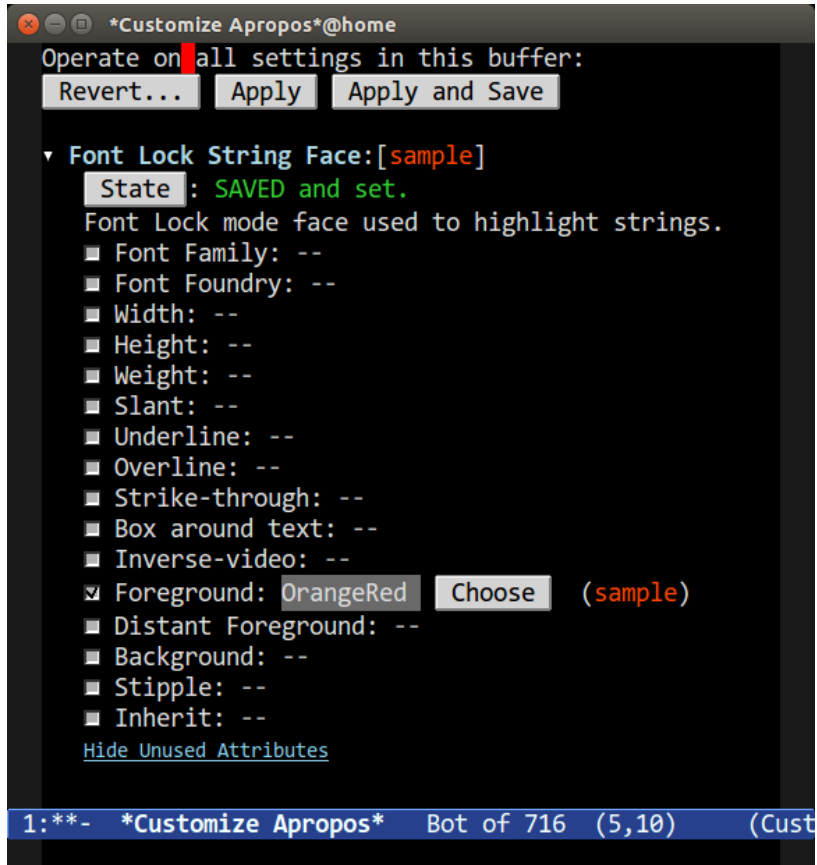 *Customize Apropos*@home
Operate on all settings in this buffer:
Revert... Apply Apply and Save
▾ Font Lock String Face:[sample]
State : SAVED and set.
Font Lock mode face used to highlight strings.
Font Family: --
Font Foundry: --
Width: --
Height: --
Weight: --
Slant: --
Underline: --
Overline: --
Strike-through: --
Box around text: --
Inverse-video: --
Foreground: OrangeRed Choose (sample)
Distant Foreground: --
Background: --
Stipple: --
Inherit: --
Hide Unused Attributes
1:**- *Customize Apropos* Bot of 716 (5,10) (Cust